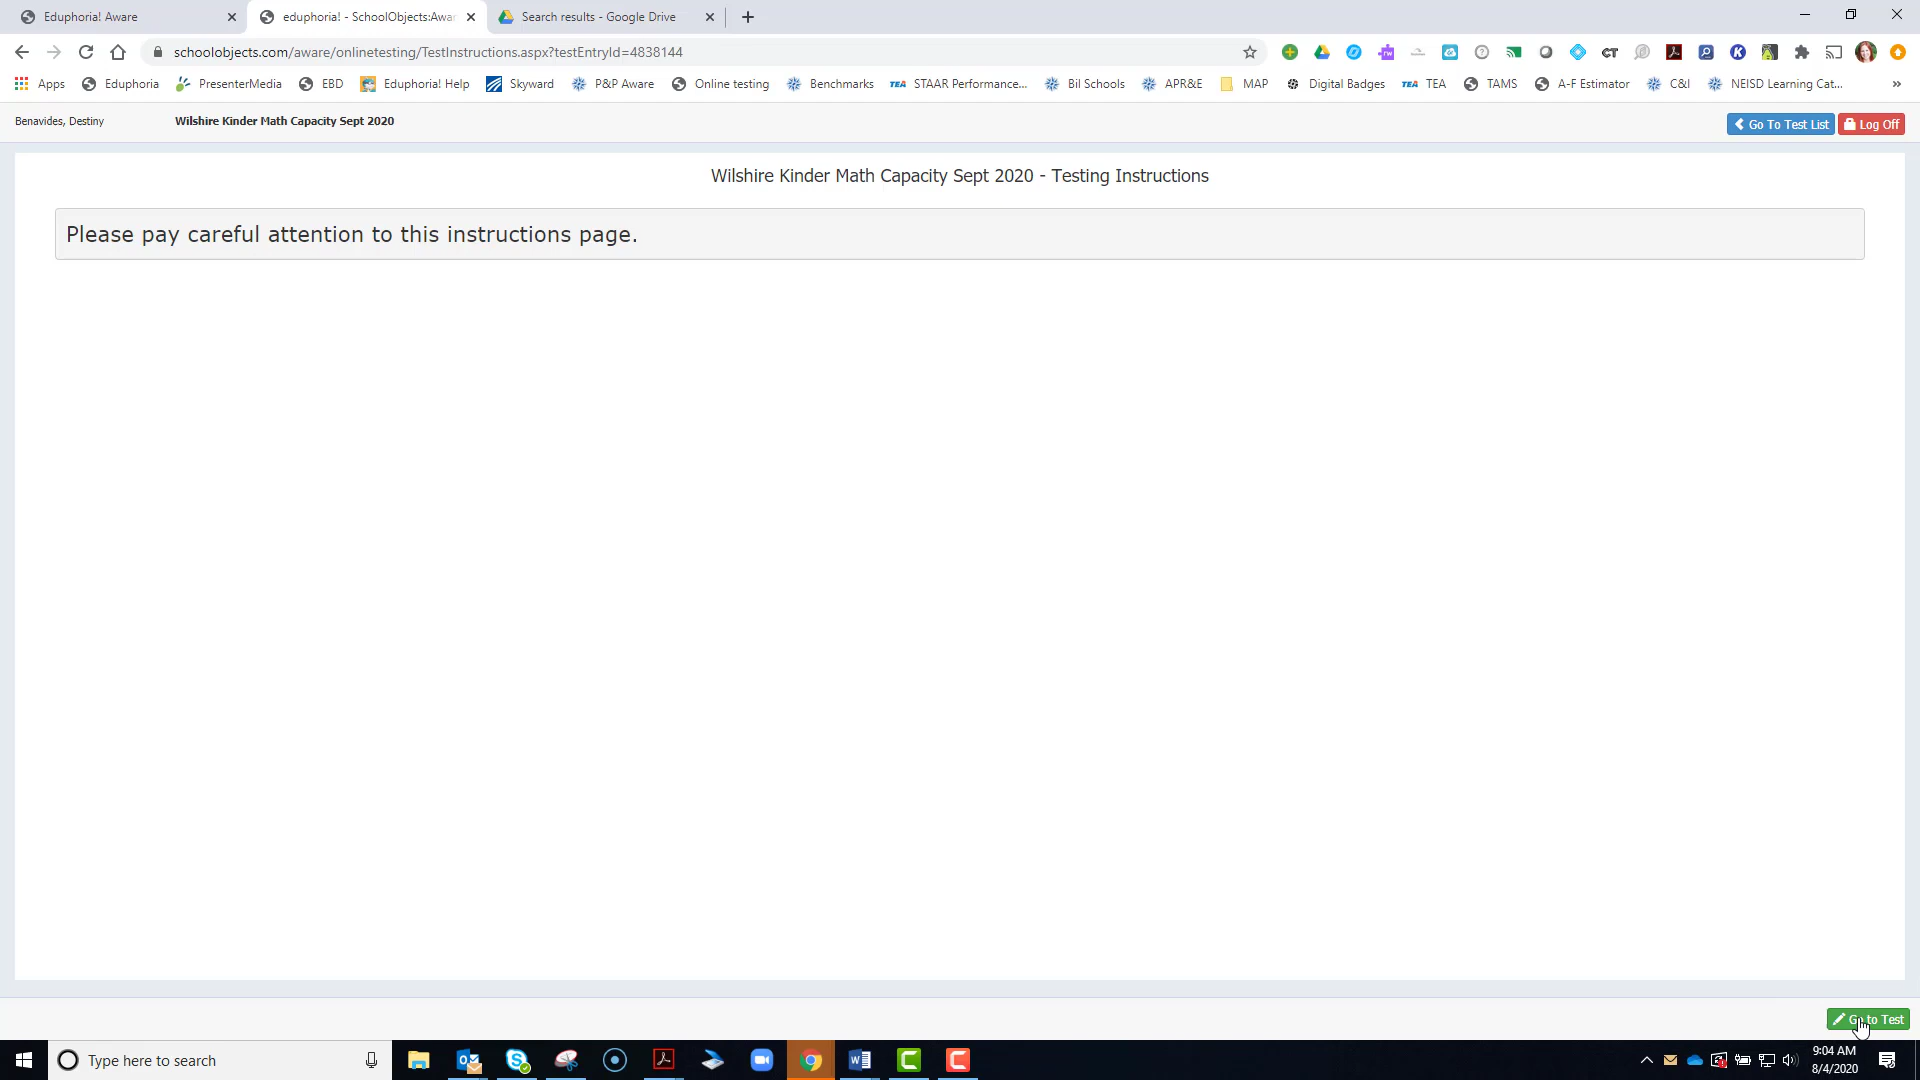 Eduphoria! Aware
eduphoria! - SchoolObjects:Awar
Search results - Google Drive
schoolobjects.com/aware/onlinetesting/TestInstructions.aspx?testEntryId=4838144
Apps Eduphoria PresenterMedia EBD Eduphoria! Help Skyward P&P Aware Online testing Benchmarks TEA STAAR Performance... Bil Schools APR&E MAP Digital Badges TEA TEA TAMS A-F Estimator C&I NEISD Learning Cat... »
Benavides, Destiny Wilshire Kinder Math Capacity Sept 2020 Go To Test List Log Off
Wilshire Kinder Math Capacity Sept 2020 - Testing Instructions
Please pay careful attention to this instructions page.
Go to Test
Type here to search
9:04 AM
8/4/2020